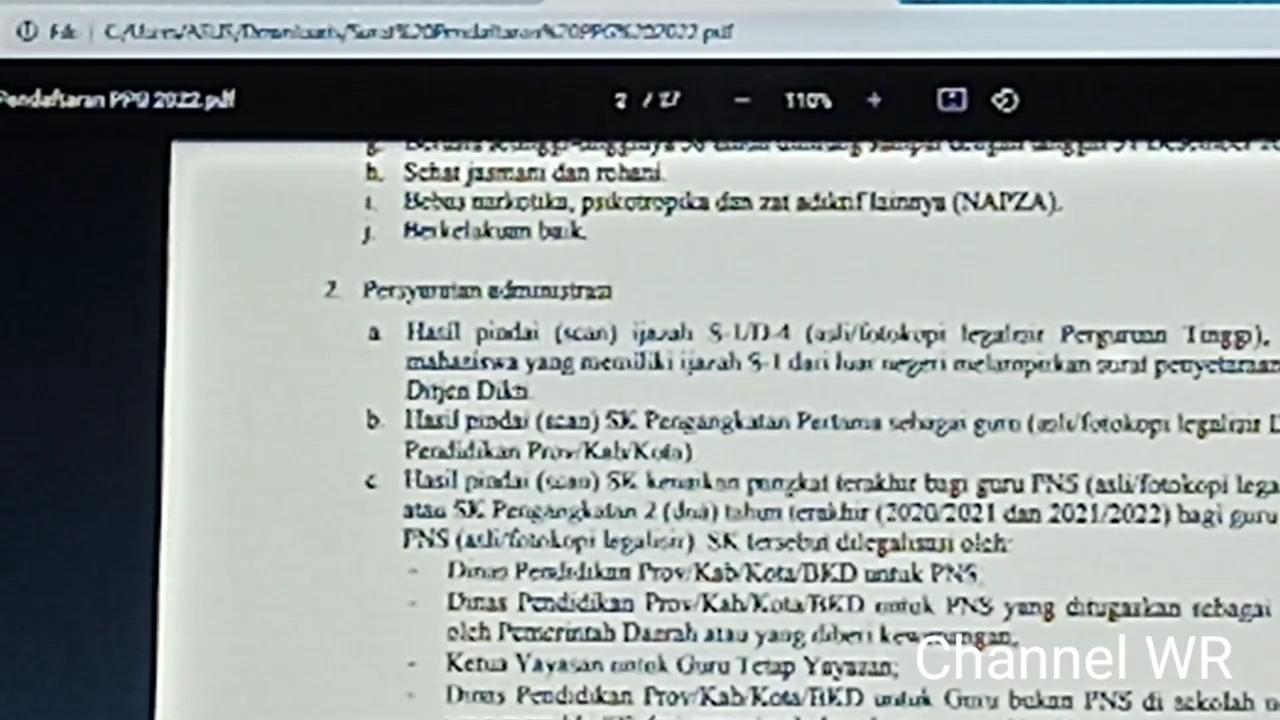 File | C:/Users/ASUS/Downloads/Surat%20Pendaftaran%20PPG%202022.pdf
Pendaftaran PPG 2022.pdf
2 / 17 − 110% +
h. Sehat jasmani dan rohani.
i. Bebas narkotika, psikotropika dan zat adiktif lainnya (NAPZA).
j. Berkelakuan baik.
2. Persyaratan administrasi
a. Hasil pindai (scan) ijazah S-1/D-4 (asli/fotokopi legalisir Perguruan Tinggi),
mahasiswa yang memiliki ijazah S-1 dari luar negeri melampirkan surat penyetaraan
Dirjen Dikti.
b. Hasil pindai (scan) SK Pengangkatan Pertama sebagai guru (asli/fotokopi legalisir
Pendidikan Prov/Kab/Kota)
c. Hasil pindai (scan) SK kenaikan pangkat terakhir bagi guru PNS (asli/fotokopi lega
atau SK Pengangkatan 2 (dua) tahun terakhir (2020/2021 dan 2021/2022) bagi guru
PNS (asli/fotokopi legalisir). SK tersebut dilegalisasi oleh:
- Dinas Pendidikan Prov/Kab/Kota/BKD untuk PNS;
- Dinas Pendidikan Prov/Kab/Kota/BKD untuk PNS yang ditugaskan sebagai
oleh Pemerintah Daerah atau yang diberi kewenangan,
- Ketua Yayasan untuk Guru Tetap Yayasan;
- Dinas Pendidikan Prov/Kab/Kota/BKD untuk Guru bukan PNS di sekolah
Channel WR